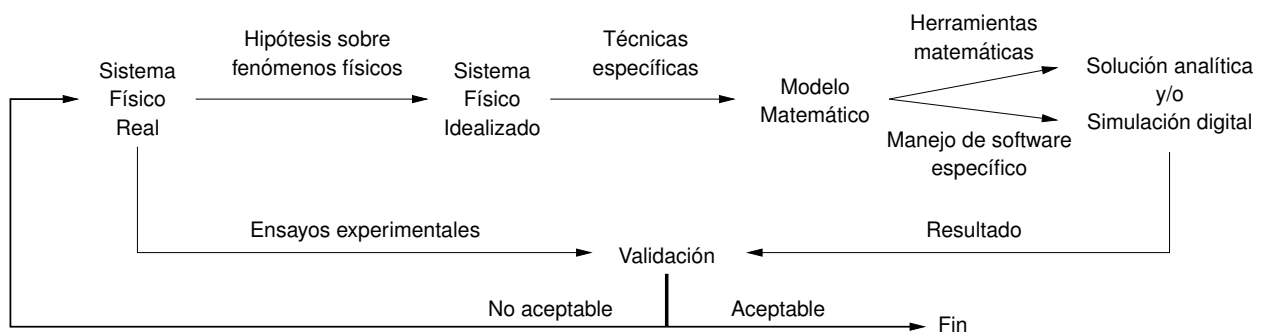 Hipótesis sobre
fenómenos físicos
Técnicas
específicas
Herramientas
matemáticas
Sistema
Físico
Real
Sistema
Físico
Idealizado
Modelo
Matemático
Solución analítica
y/o
Simulación digital
Manejo de software
específico
Ensayos experimentales
Resultado
Validación
No aceptable
Aceptable
Fin